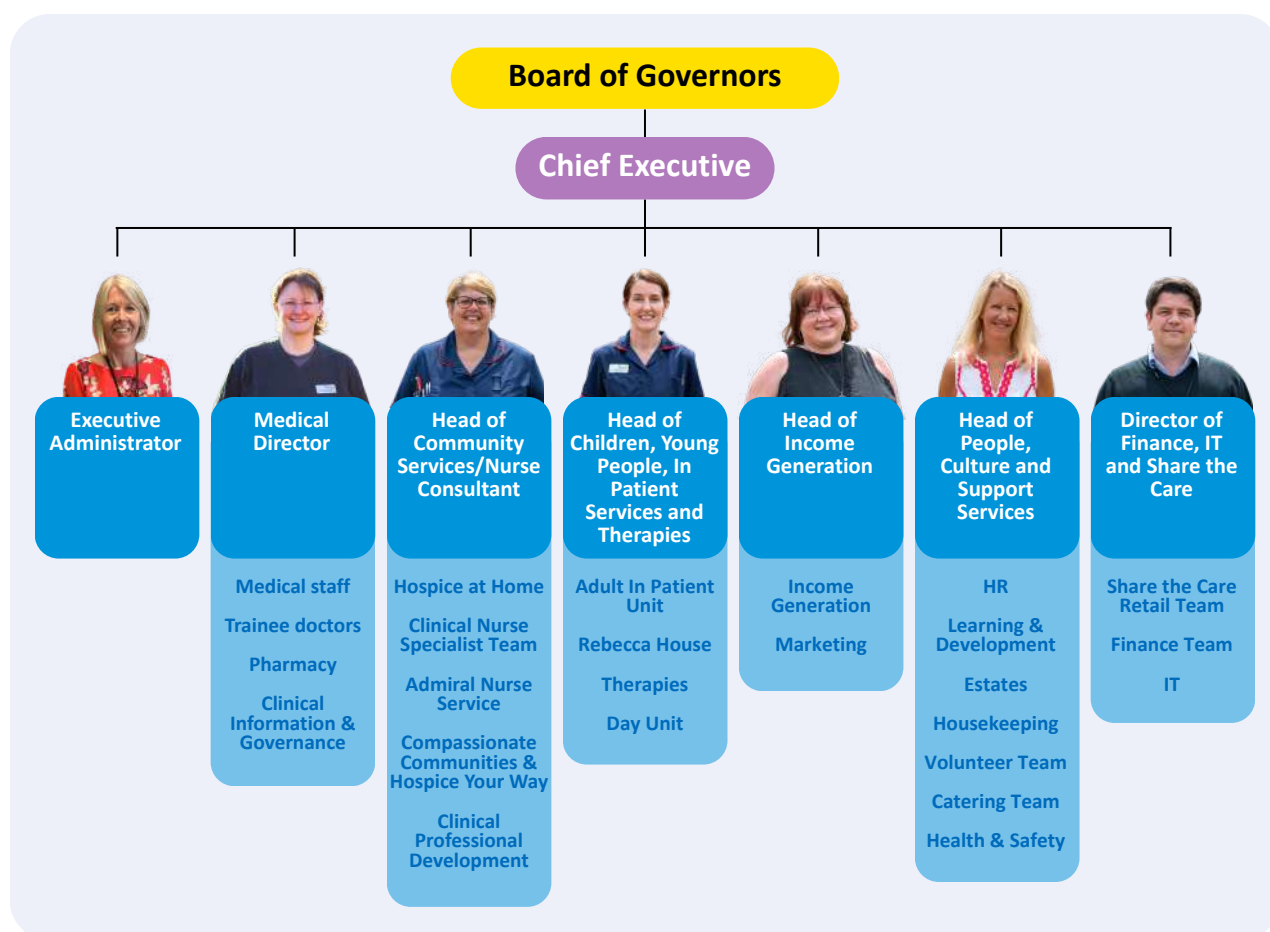 Board of Governors
Chief Executive
Executive
Administrator
Medical
Director
Medical staff
Trainee doctors
Pharmacy
Clinical
Information &
Governance
Head of
Community
Services/Nurse
Consultant
Hospice at Home
Clinical Nurse
Specialist Team
Admiral Nurse
Service
Compassionate
Communities &
Hospice Your Way
Clinical
Professional
Development
Head of
Children, Young
People, In
Patient
Services and
Therapies
Adult In Patient
Unit
Rebecca House
Therapies
Day Unit
Head of
Income
Generation
Income
Generation
Marketing
Head of
People,
Culture and
Support
Services
HR
Learning &
Development
Estates
Housekeeping
Volunteer Team
Catering Team
Health & Safety
Director of
Finance, IT
and Share the
Care
Share the Care
Retail Team
Finance Team
IT